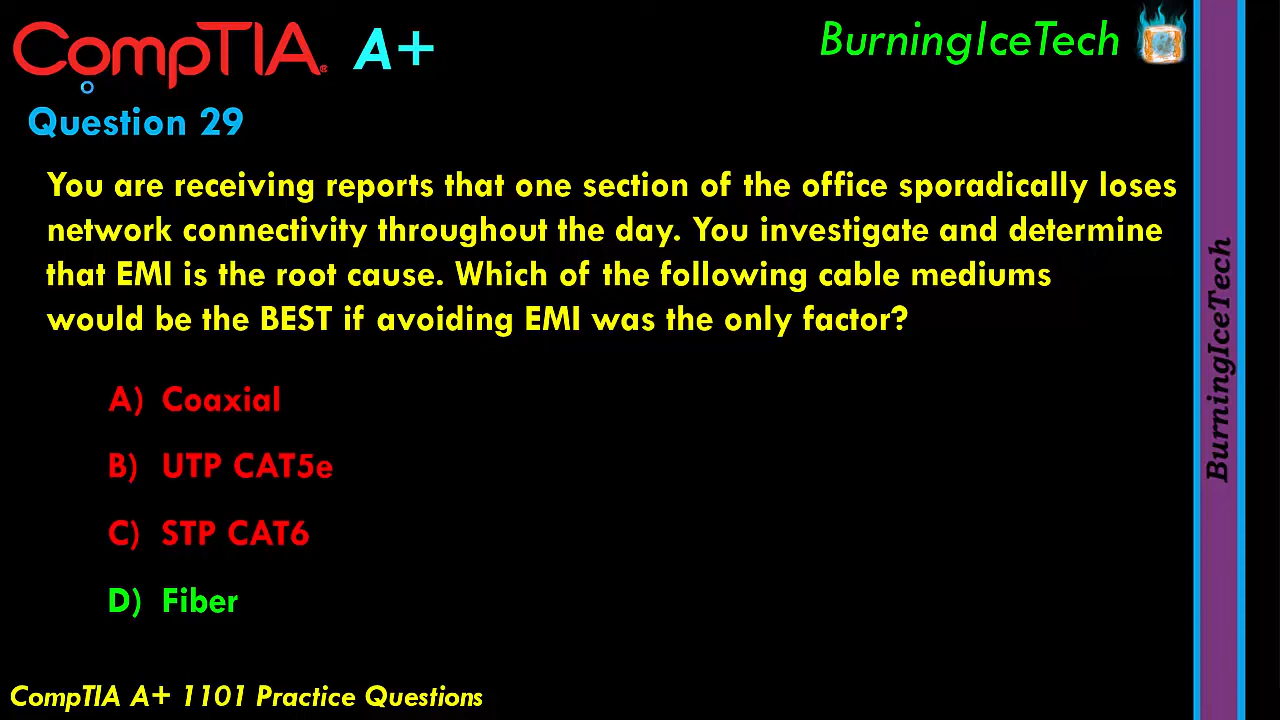 CompTIA® A+
BurningIceTech
Question 29
You are receiving reports that one section of the office sporadically loses
network connectivity throughout the day. You investigate and determine
that EMI is the root cause. Which of the following cable mediums
would be the BEST if avoiding EMI was the only factor?
A) Coaxial
B) UTP CAT5e
C) STP CAT6
D) Fiber
CompTIA A+ 1101 Practice Questions
BurningIceTech